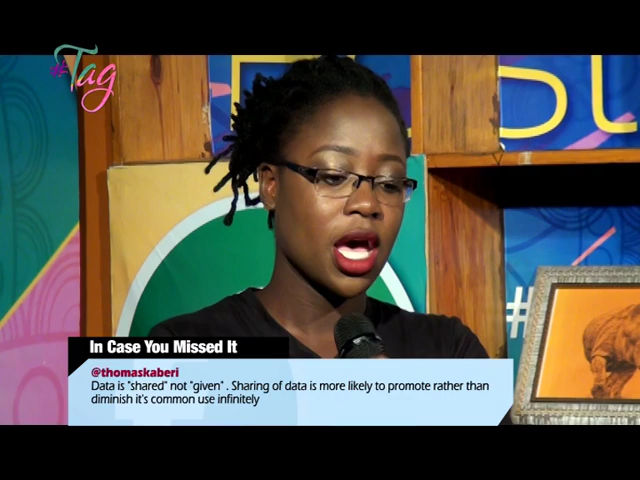 #Tag
In Case You Missed It
@thomaskaberi
Data is "shared" not "given" . Sharing of data is more likely to promote rather than
diminish it's common use infinitely